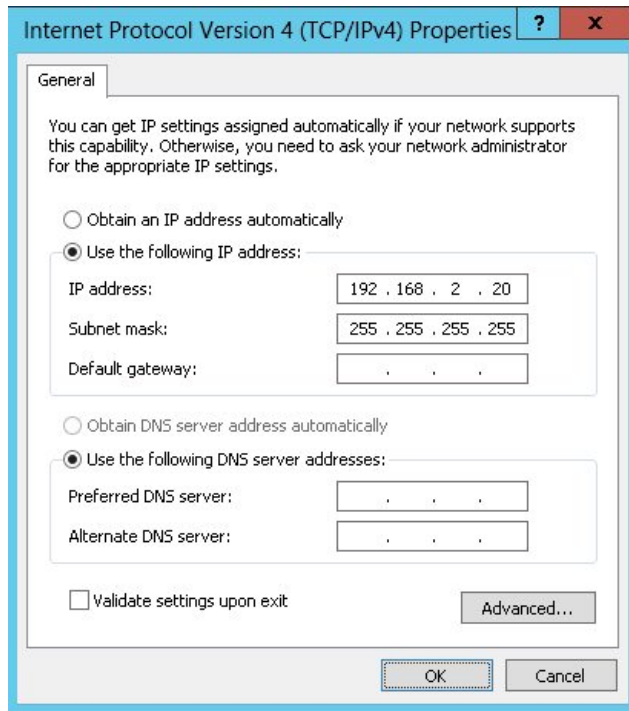 Internet Protocol Version 4 (TCP/IPv4) Properties ? x
General
You can get IP settings assigned automatically if your network supports
this capability. Otherwise, you need to ask your network administrator
for the appropriate IP settings.
Obtain an IP address automatically
Use the following IP address:
IP address: 192 . 168 . 2 . 20
Subnet mask: 255 . 255 . 255 . 255
Default gateway: . . .
Obtain DNS server address automatically
Use the following DNS server addresses:
Preferred DNS server: . . .
Alternate DNS server: . . .
Validate settings upon exit Advanced...
OK Cancel